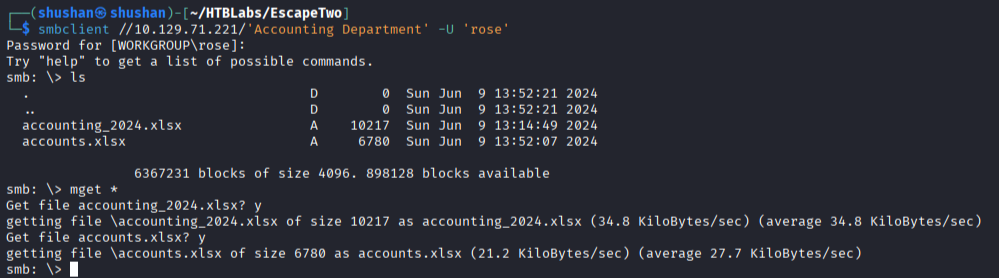 ┌──(shushan㉿shushan)-[~/HTBLabs/EscapeTwo]
└─$ smbclient //10.129.71.221/'Accounting Department' -U 'rose'
Password for [WORKGROUP\rose]:
Try "help" to get a list of possible commands.
smb: \> ls
  .                                   D        0  Sun Jun  9 13:52:21 2024
  ..                                  D        0  Sun Jun  9 13:52:21 2024
  accounting_2024.xlsx                A    10217  Sun Jun  9 13:14:49 2024
  accounts.xlsx                       A     6780  Sun Jun  9 13:52:07 2024
                6367231 blocks of size 4096. 898128 blocks available
smb: \> mget *
Get file accounting_2024.xlsx? y
getting file \accounting_2024.xlsx of size 10217 as accounting_2024.xlsx (34.8 KiloBytes/sec) (average 34.8 KiloBytes/sec)
Get file accounts.xlsx? y
getting file \accounts.xlsx of size 6780 as accounts.xlsx (21.2 KiloBytes/sec) (average 27.7 KiloBytes/sec)
smb: \>